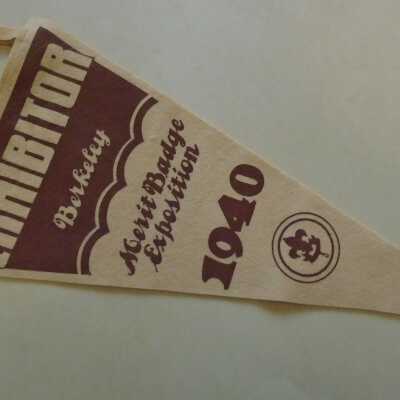 EXHIBITOR
Berkeley
Merit Badge
Exposition
1940